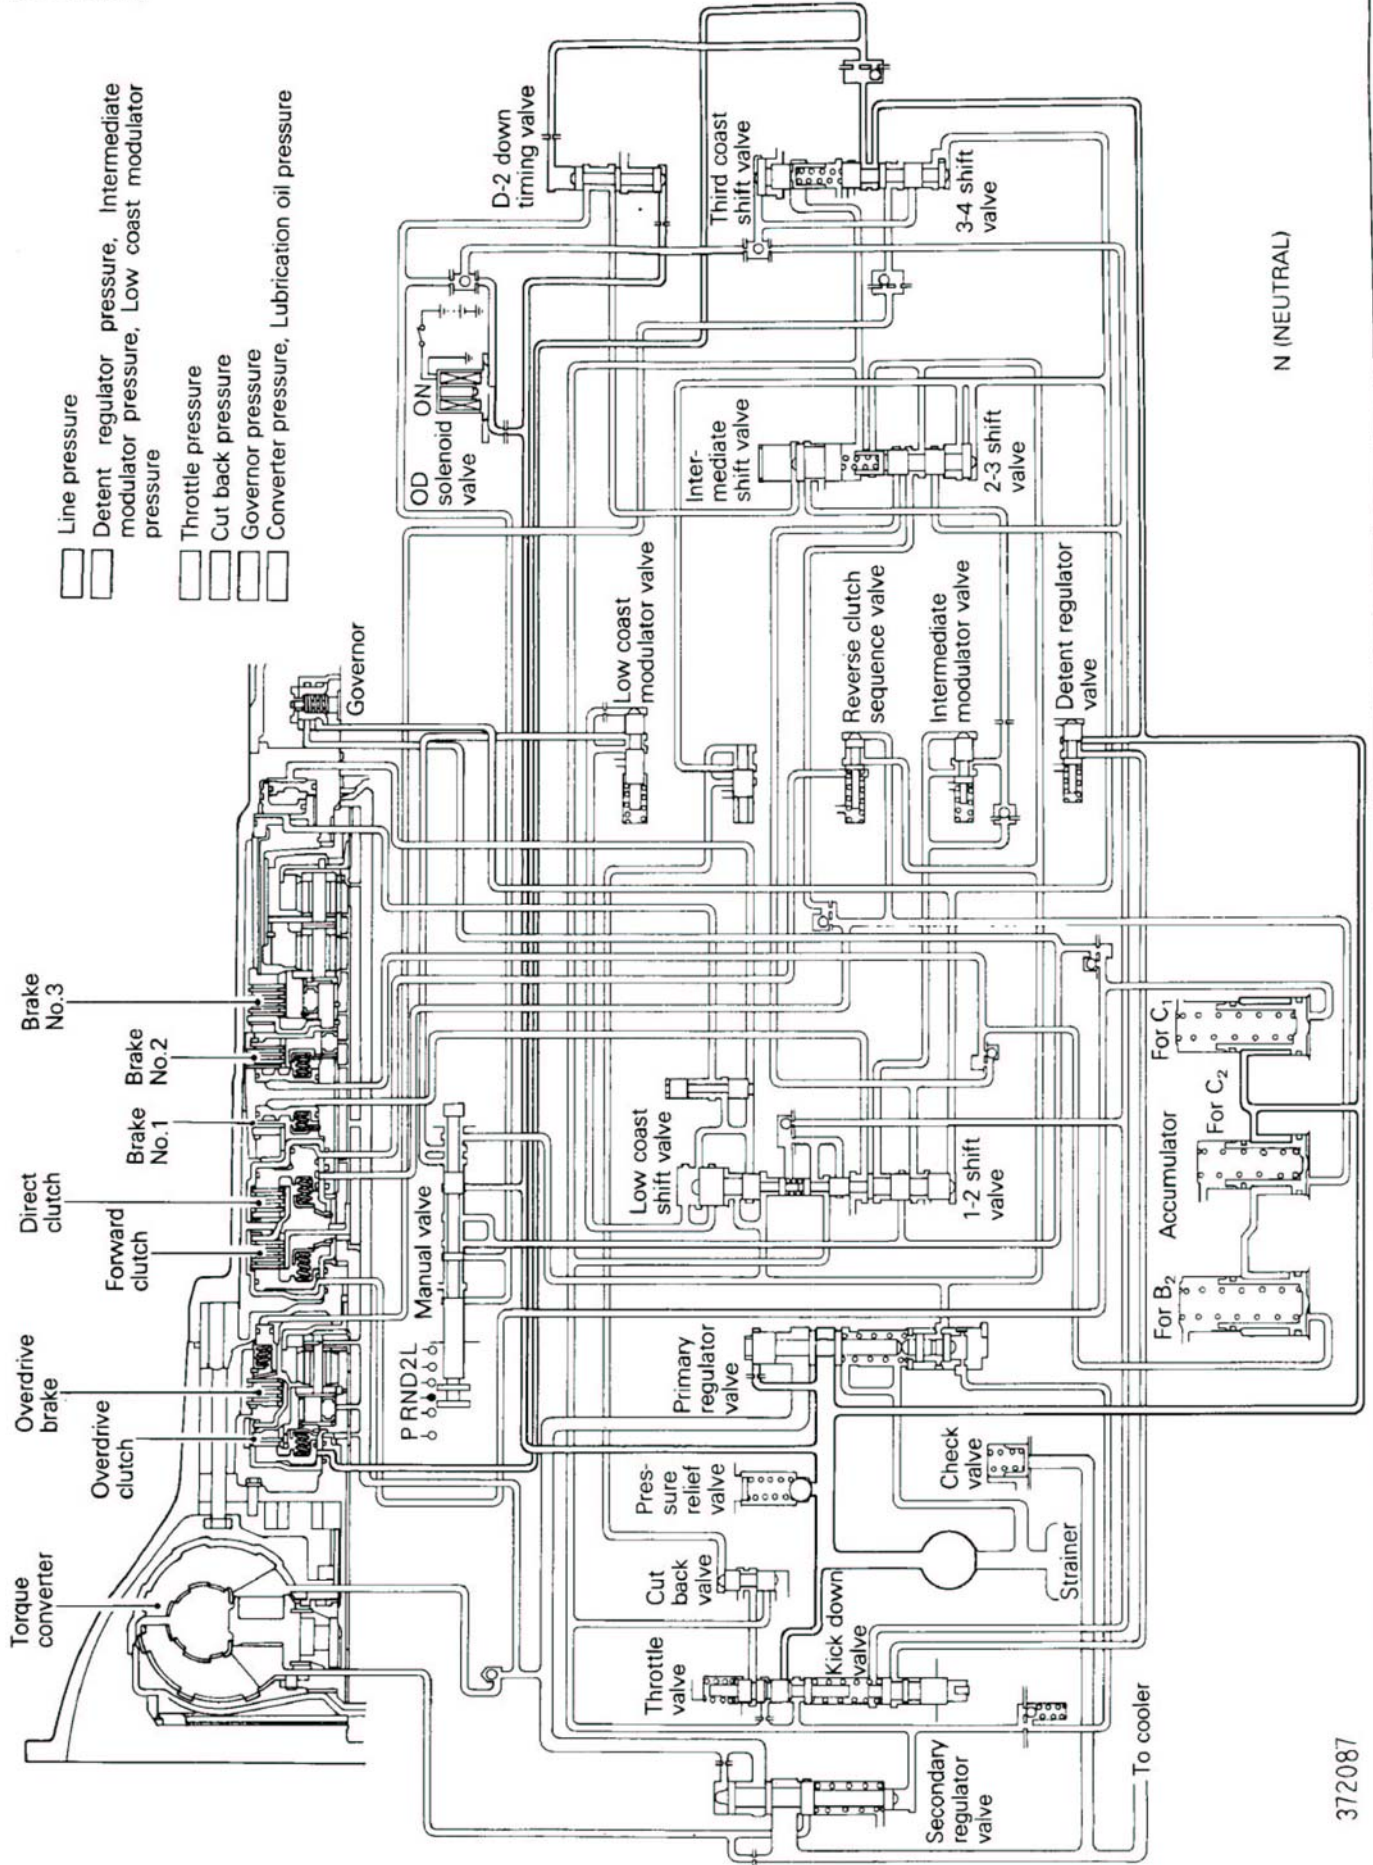 Line pressure
Detent regulator pressure, Intermediate
modulator pressure, Low coast modulator
pressure
Throttle pressure
Cut back pressure
Governor pressure
Converter pressure, Lubrication oil pressure
Torque
converter
Overdrive
clutch
Overdrive
brake
Forward
clutch
Direct
clutch
Brake
No.1
Brake
No.2
Brake
No.3
Governor
P R N D 2 L
Manual valve
OD
solenoid
valve
ON
D-2 down
timing valve
Low coast
modulator valve
Inter-
mediate
shift valve
2-3 shift
valve
Third coast
shift valve
3-4 shift
valve
Reverse clutch
sequence valve
Intermediate
modulator valve
Detent regulator
valve
Low coast
shift valve
1-2 shift
valve
Primary
regulator
valve
Pres-
sure
relief
valve
Cut
back
valve
Throttle
valve
Kick down
valve
Check
valve
Strainer
Secondary
regulator
valve
To cooler
For B2
For C2
For C1
Accumulator
N (NEUTRAL)
372087